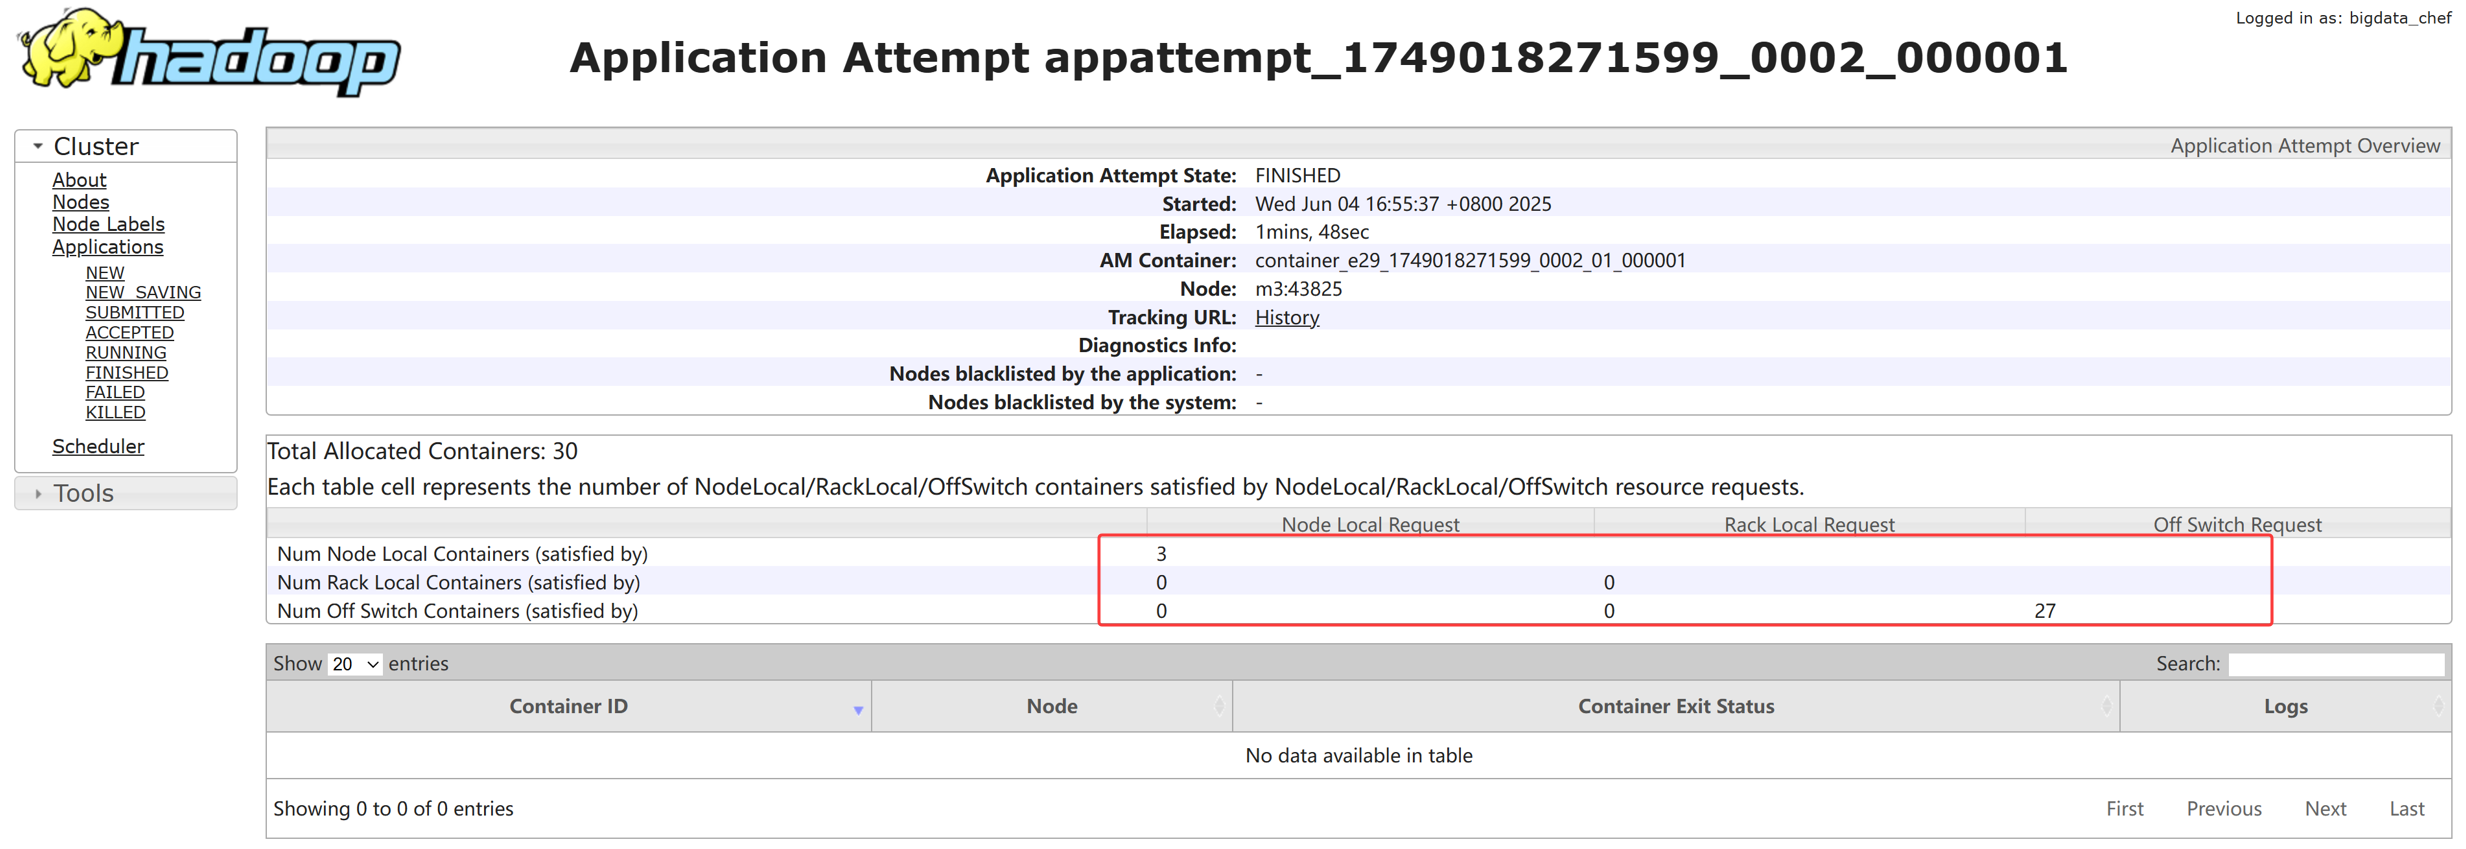 Logged in as: bigdata_chef
hadoop
Application Attempt appattempt_1749018271599_0002_000001
Cluster
About
Nodes
Node Labels
Applications
NEW
NEW_SAVING
SUBMITTED
ACCEPTED
RUNNING
FINISHED
FAILED
KILLED
Scheduler
Tools
Application Attempt Overview
Application Attempt State: FINISHED
Started: Wed Jun 04 16:55:37 +0800 2025
Elapsed: 1mins, 48sec
AM Container: container_e29_1749018271599_0002_01_000001
Node: m3:43825
Tracking URL: History
Diagnostics Info:
Nodes blacklisted by the application: -
Nodes blacklisted by the system: -
Total Allocated Containers: 30
Each table cell represents the number of NodeLocal/RackLocal/OffSwitch containers satisfied by NodeLocal/RackLocal/OffSwitch resource requests.
Node Local Request Rack Local Request Off Switch Request
Num Node Local Containers (satisfied by) 3
Num Rack Local Containers (satisfied by) 0 0
Num Off Switch Containers (satisfied by) 0 0 27
Show 20 entries Search:
Container ID Node Container Exit Status Logs
No data available in table
Showing 0 to 0 of 0 entries First Previous Next Last